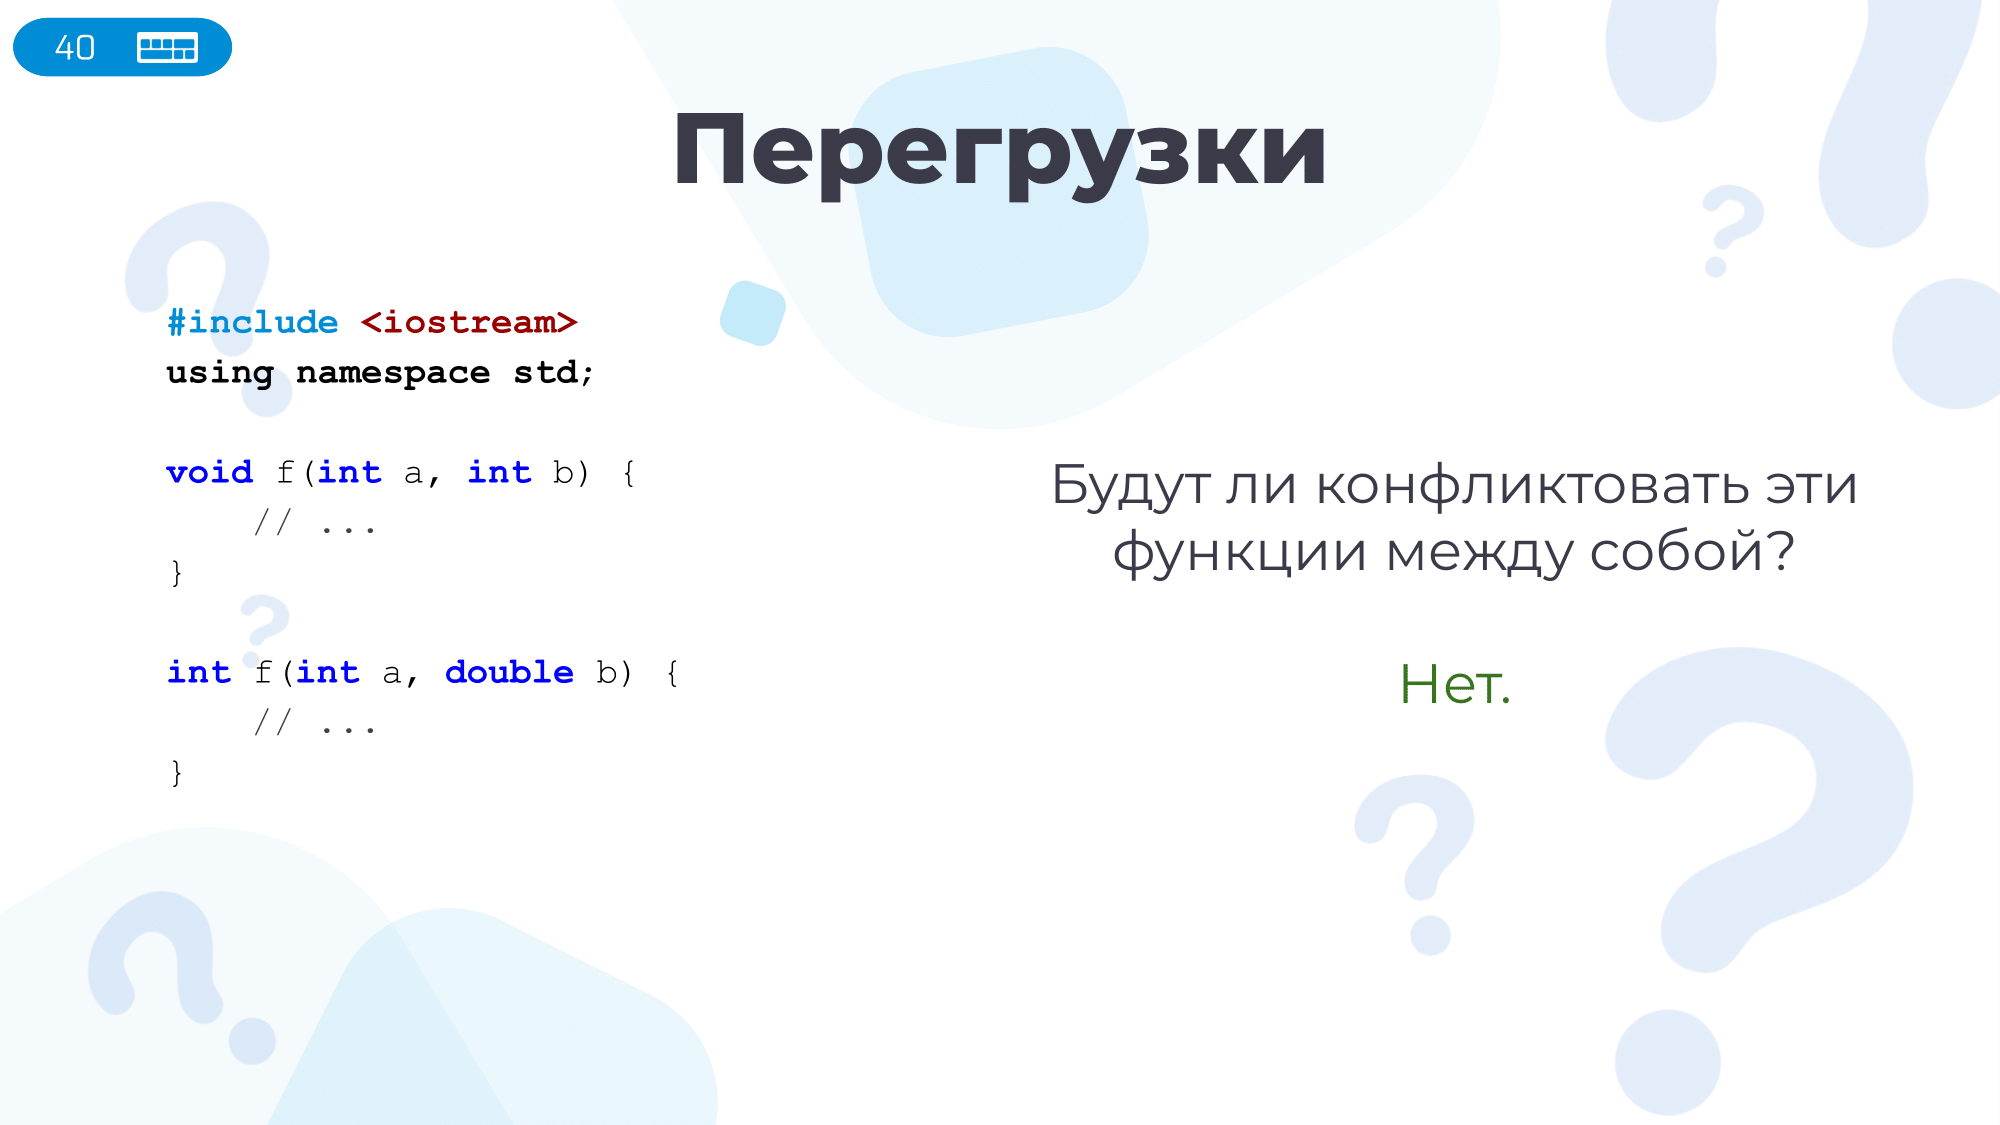 40
Перегрузки
#include <iostream>
using namespace std;
void f(int a, int b) {
// ...
}
int f(int a, double b) {
// ...
}
Будут ли конфликтовать эти
функции между собой?
Нет.